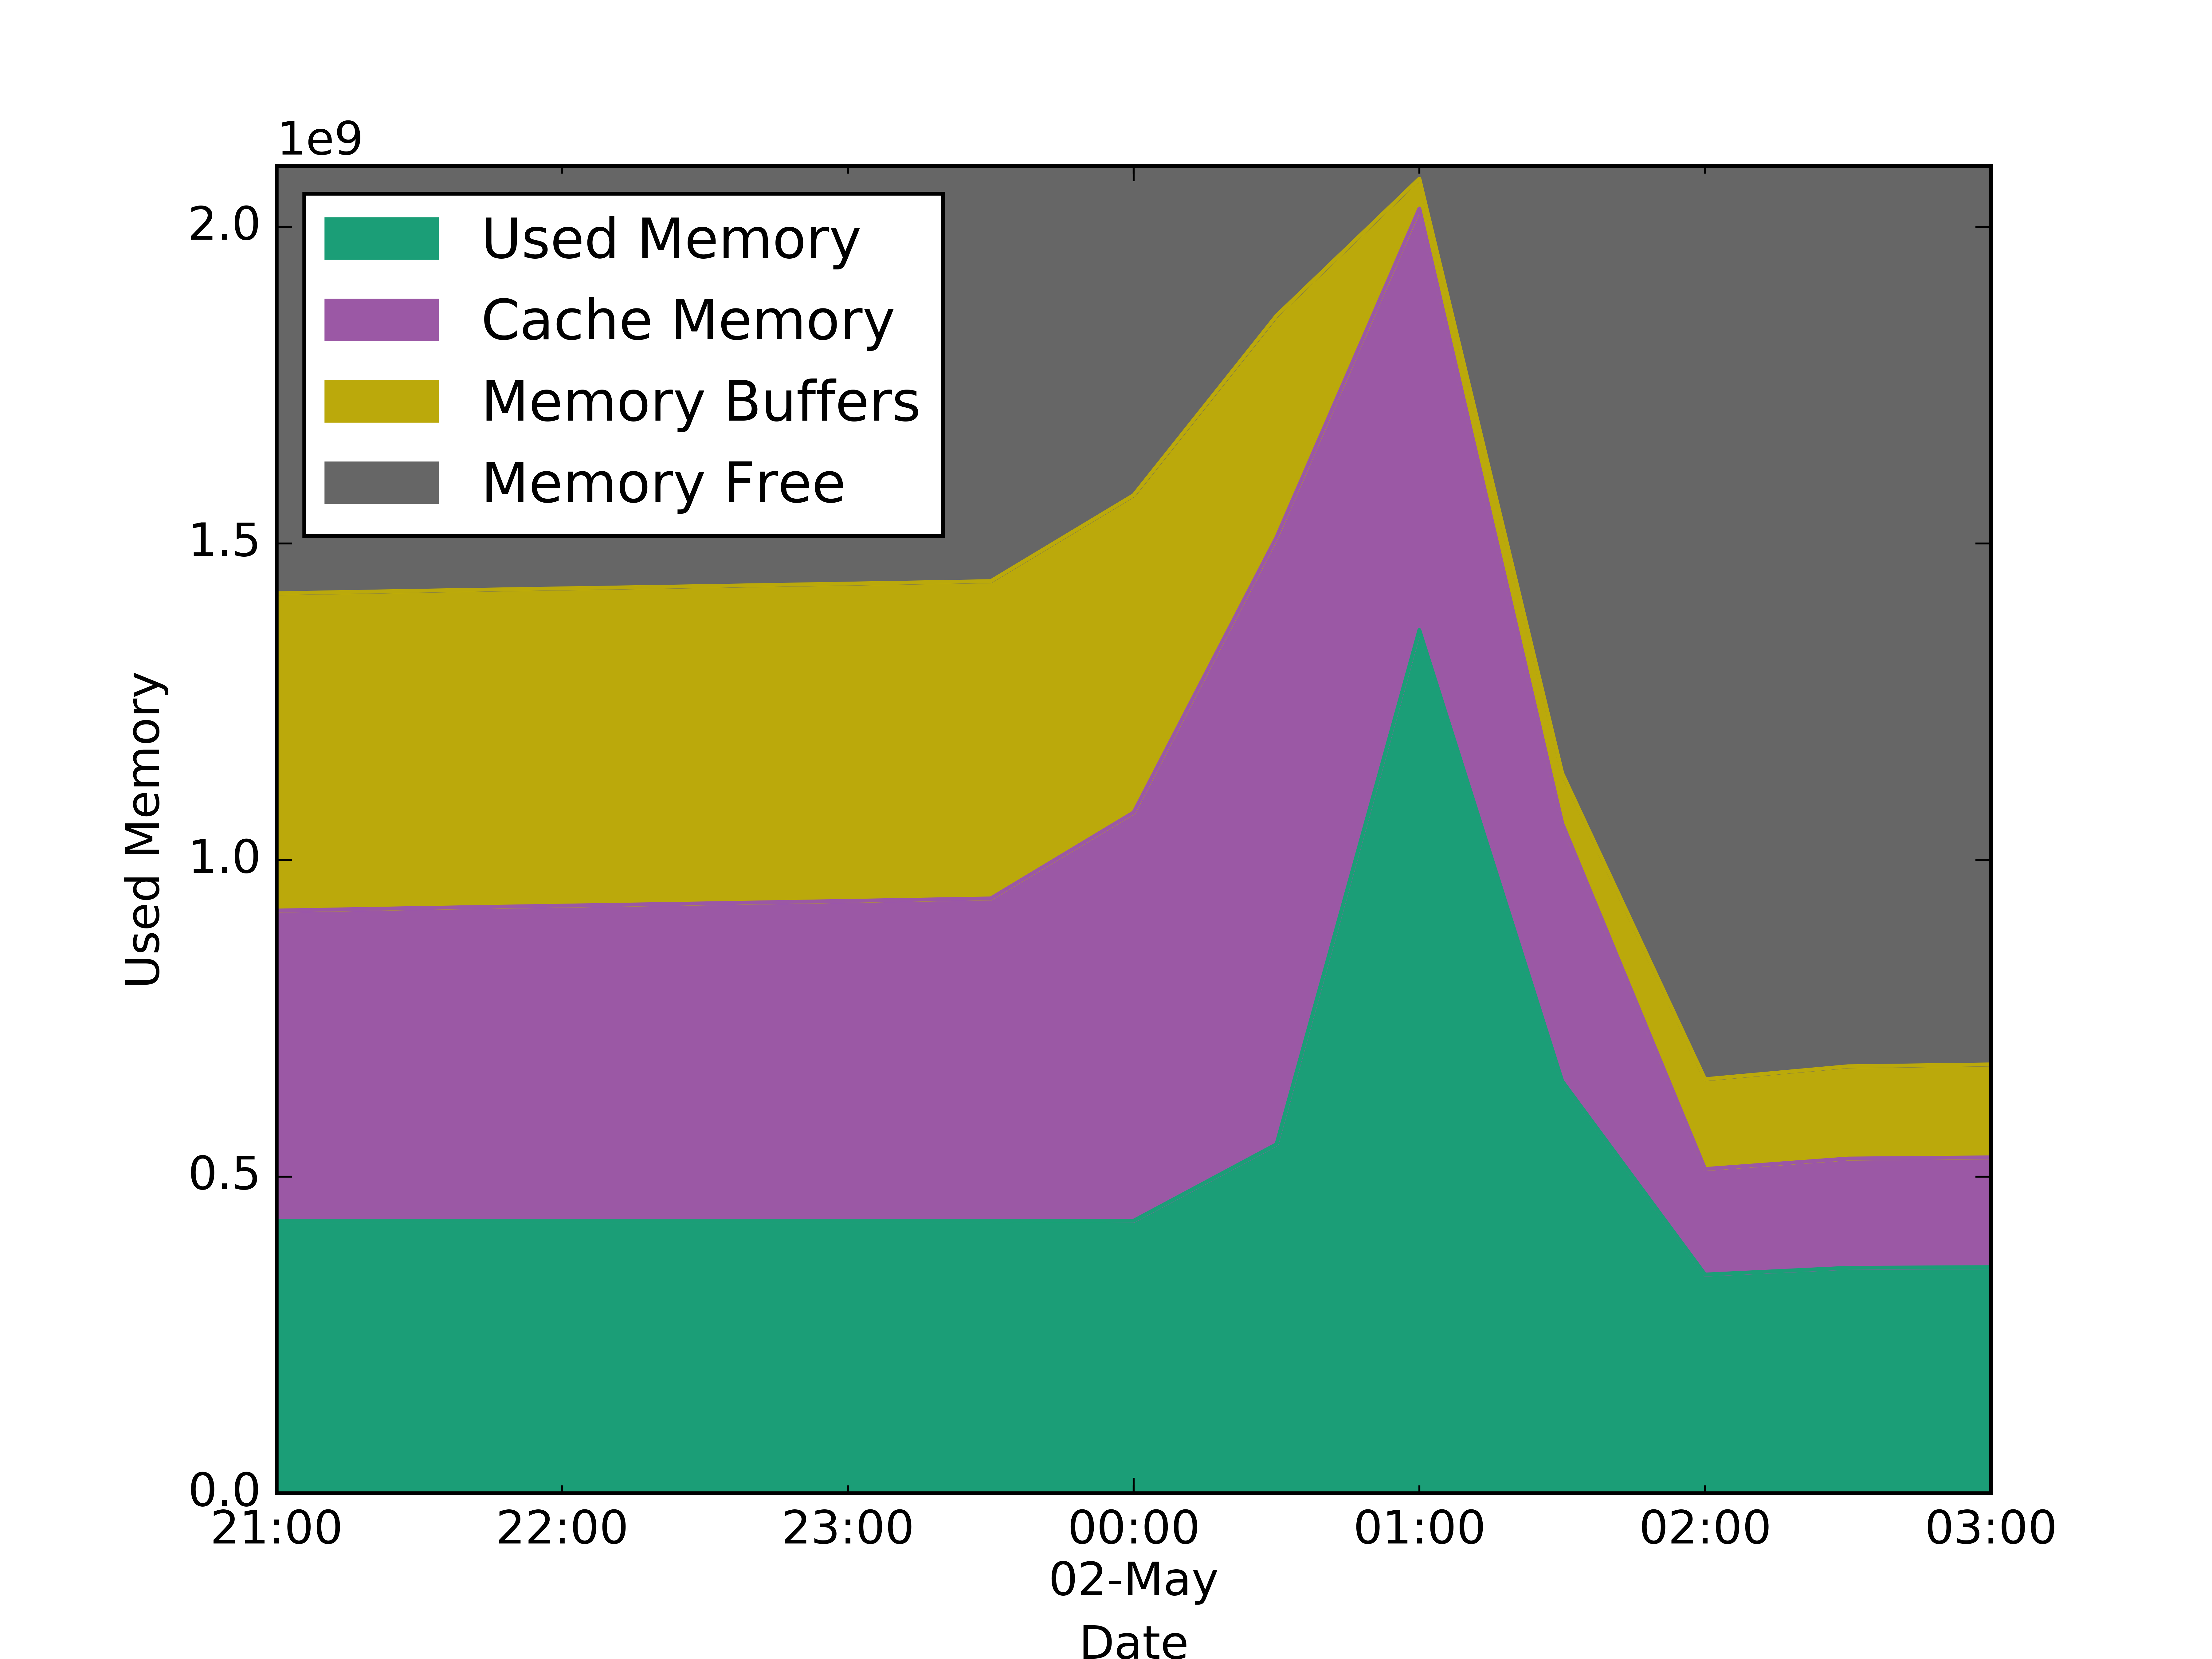 1e9
2.0
1.5
1.0
0.5
0.0
Used Memory
Used Memory
Cache Memory
Memory Buffers
Memory Free
21:00 22:00 23:00 00:00 01:00 02:00 03:00
02-May
Date